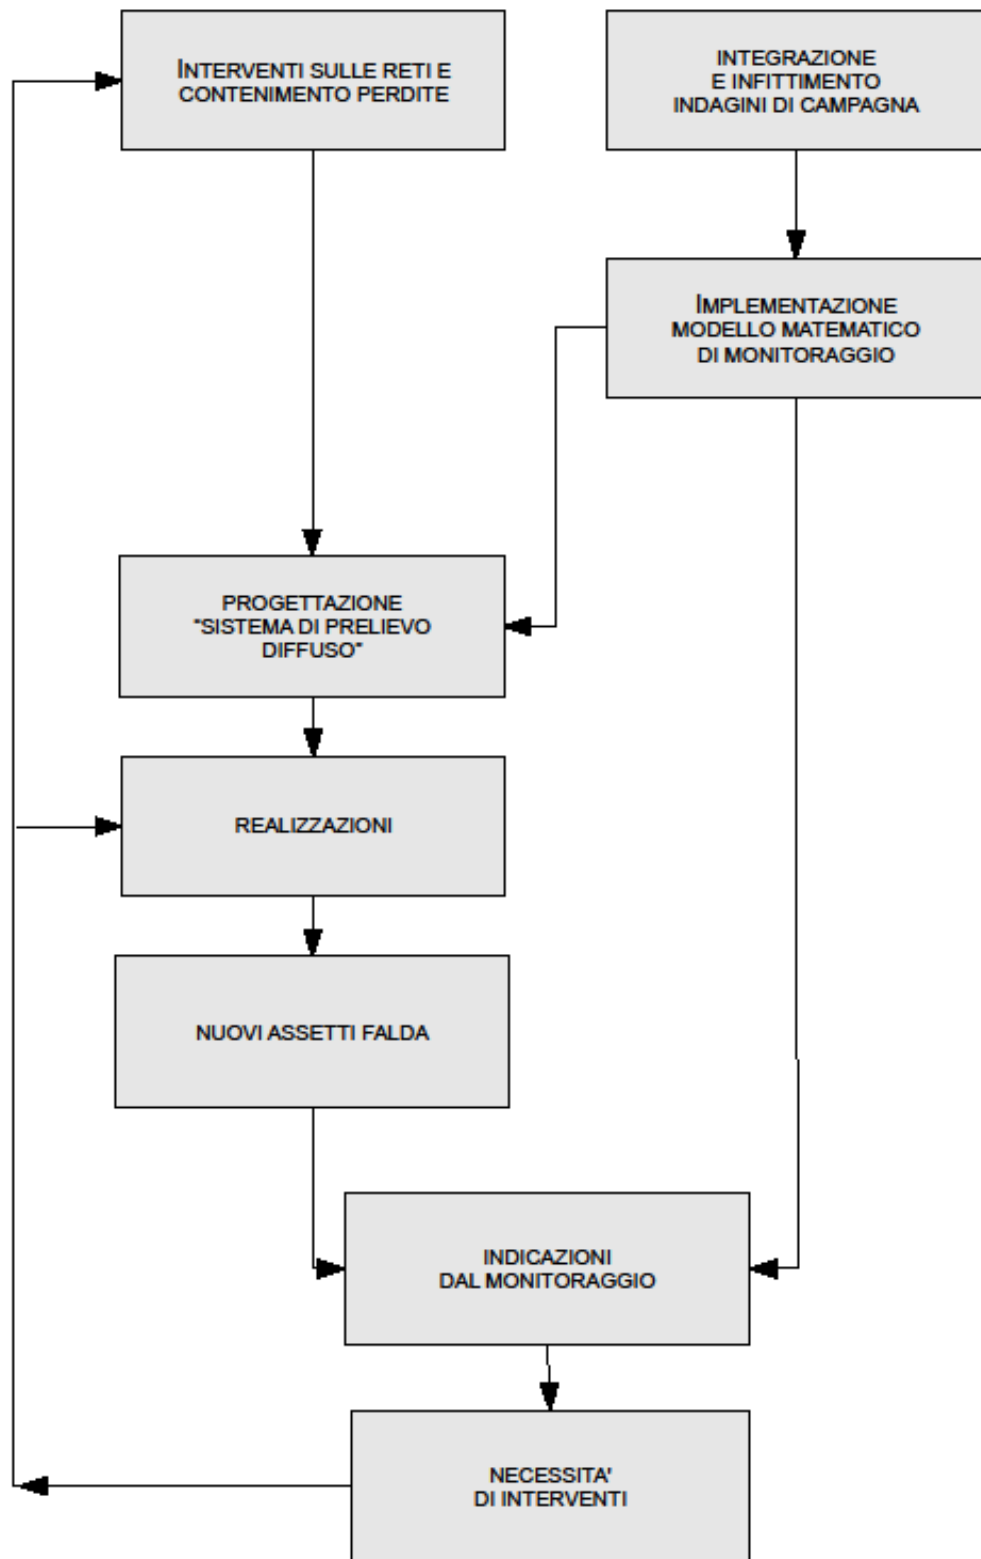 INTERVENTI SULLE RETI E
CONTENIMENTO PERDITE
INTEGRAZIONE
E INFITTIMENTO
INDAGINI DI CAMPAGNA
IMPLEMENTAZIONE
MODELLO MATEMATICO
DI MONITORAGGIO
PROGETTAZIONE
"SISTEMA DI PRELIEVO
DIFFUSO"
REALIZZAZIONI
NUOVI ASSETTI FALDA
INDICAZIONI
DAL MONITORAGGIO
NECESSITA'
DI INTERVENTI